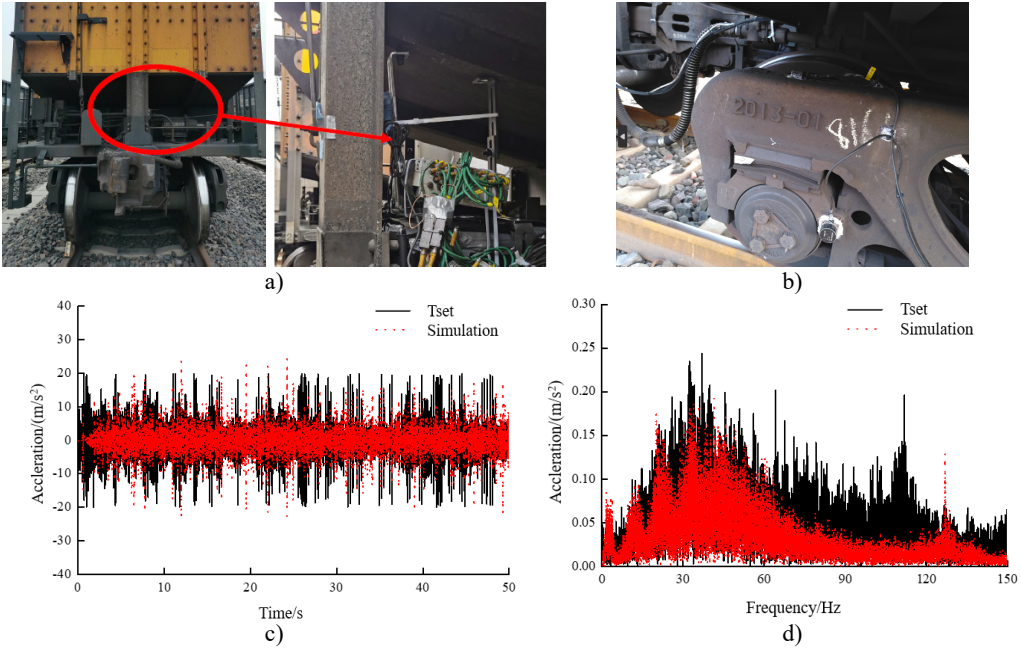 2013-01
a)
b)
40
30
20
10
0
-10
-20
-30
-40
0 10 20 30 40 50
Accleration/(m/s²)
Time/s
Tset
Simulation
c)
0.30
0.25
0.20
0.15
0.10
0.05
0.00
0 30 60 90 120 150
Accleration/(m/s²)
Frequency/Hz
Tset
Simulation
d)